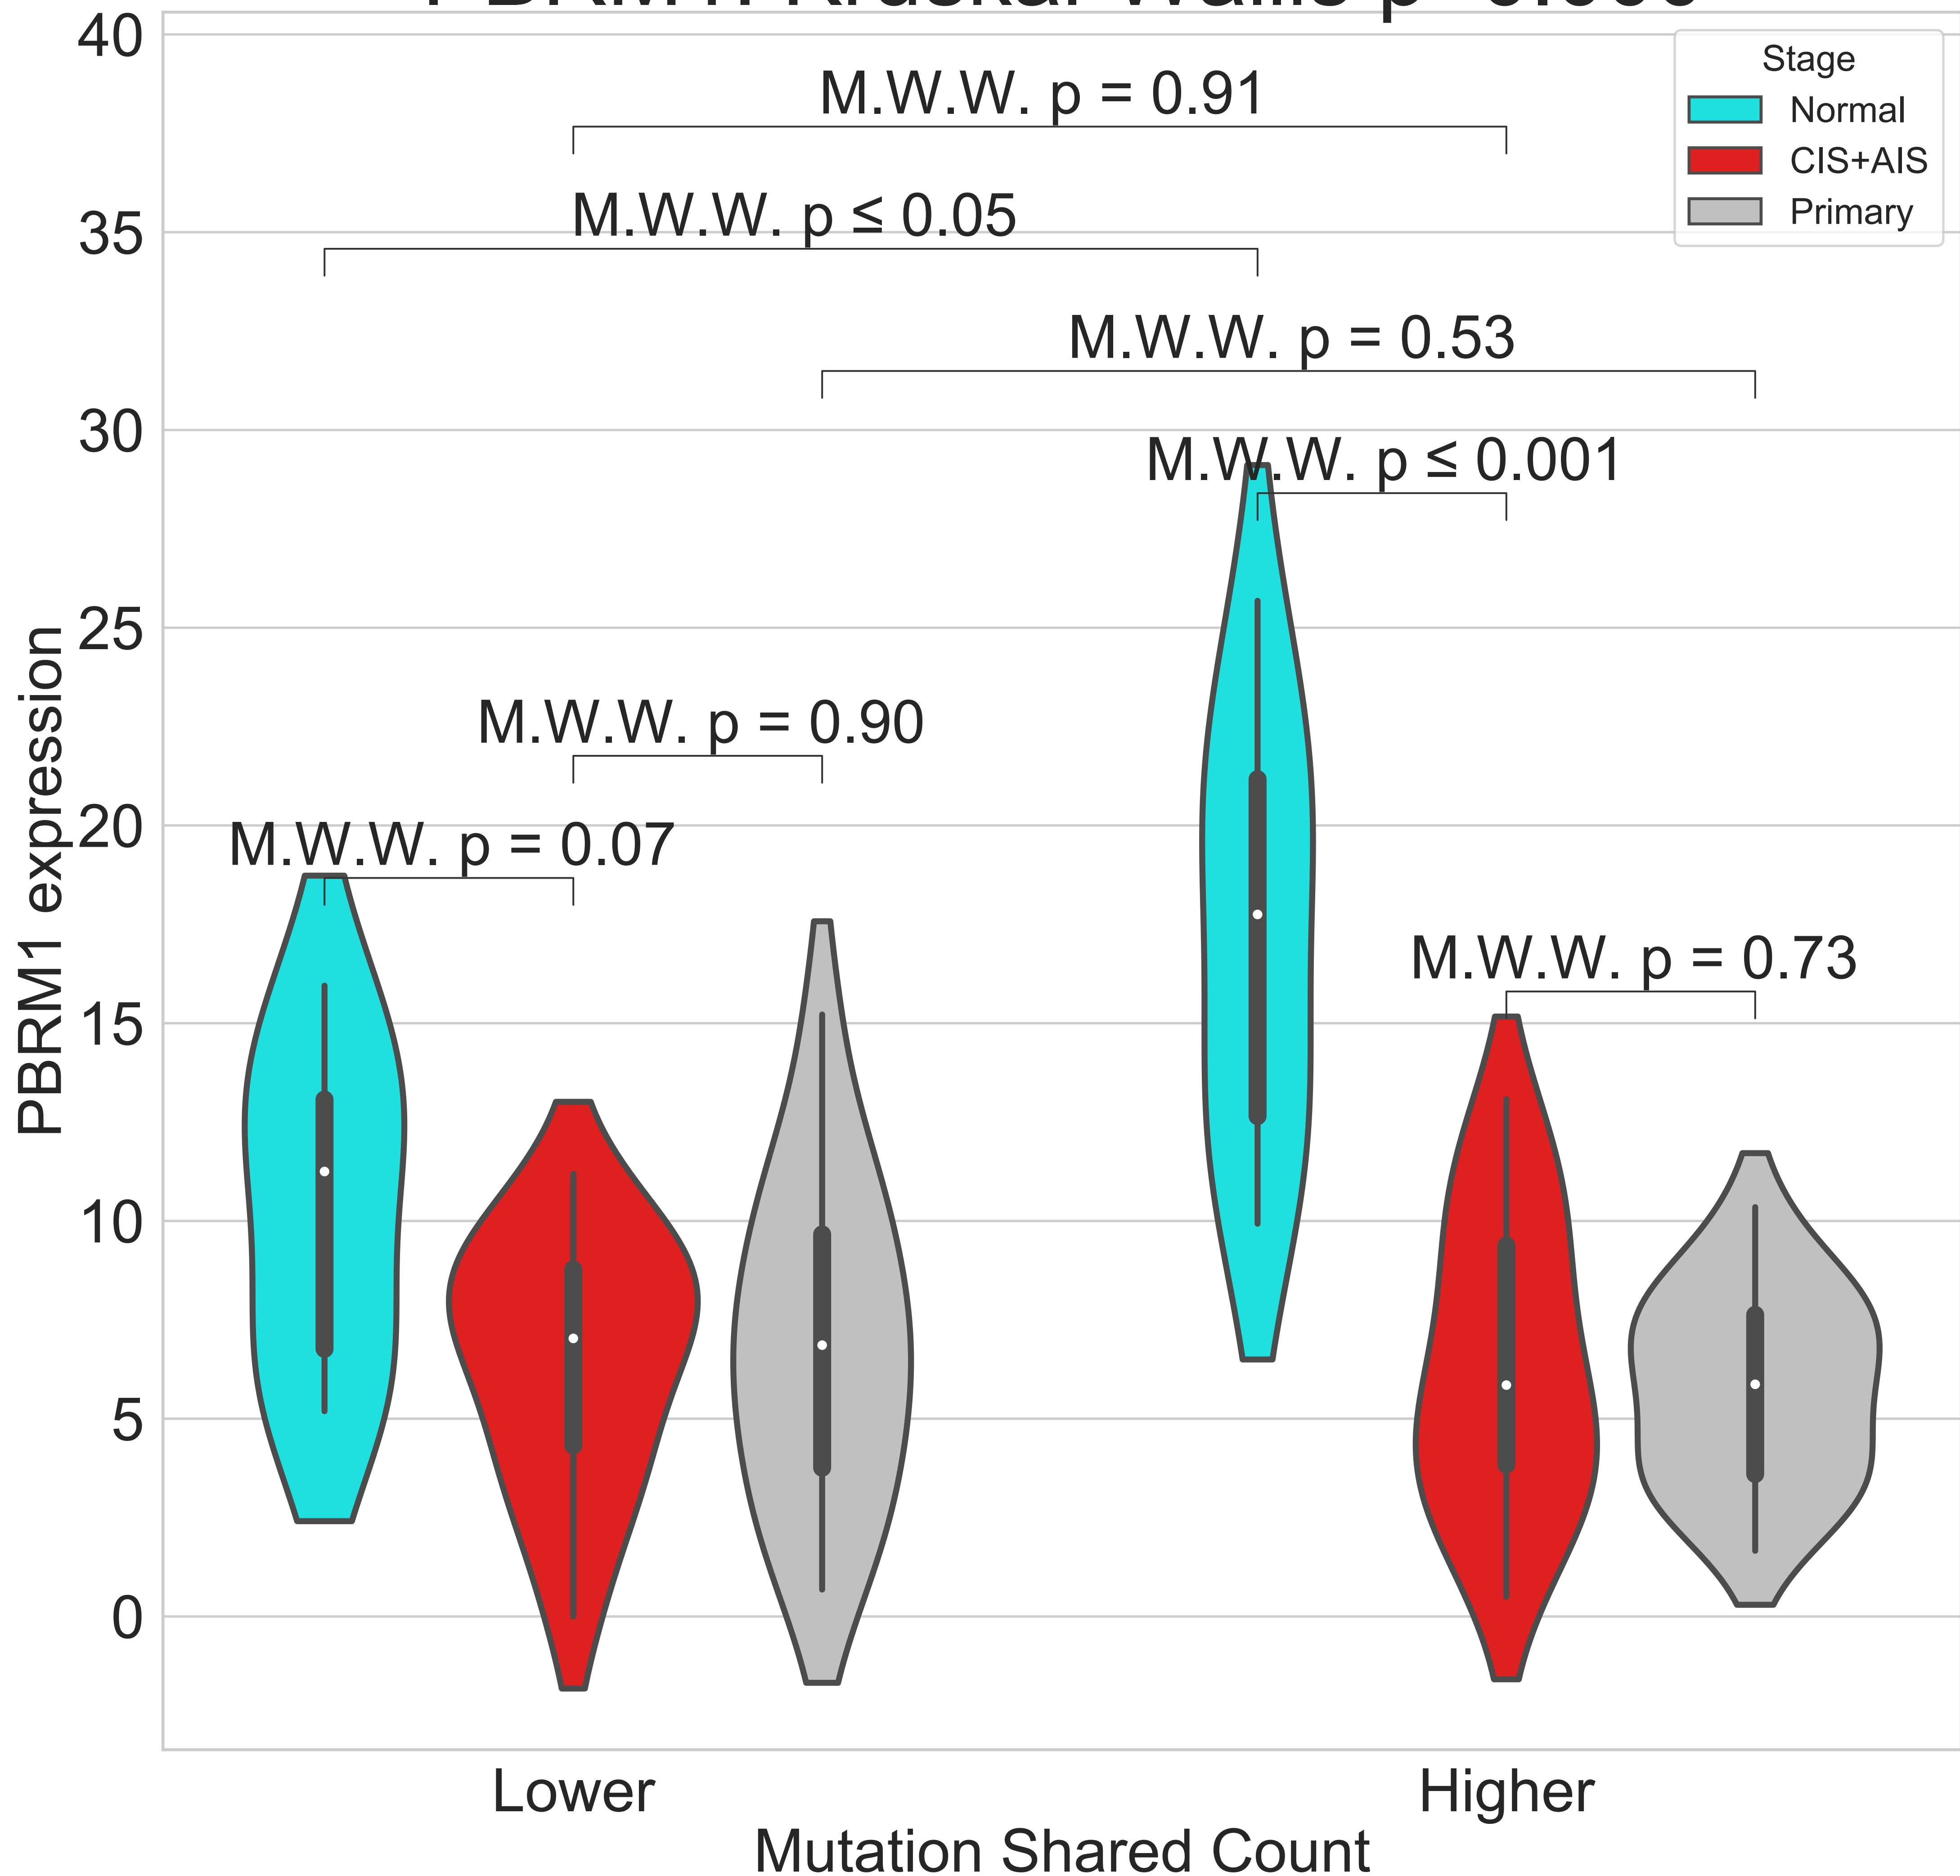 40
35
30
25
20
15
10
5
0
PBRM1 expression
M.W.W. p = 0.91
M.W.W. p ≤ 0.05
M.W.W. p = 0.53
M.W.W. p ≤ 0.001
M.W.W. p = 0.90
M.W.W. p = 0.07
M.W.W. p = 0.73
Stage
Normal
CIS+AIS
Primary
Lower
Higher
Mutation Shared Count